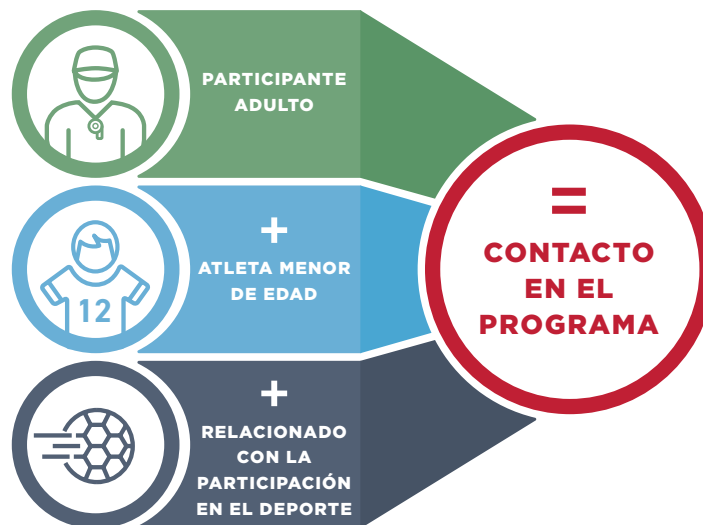 PARTICIPANTE
ADULTO
+
ATLETA MENOR
DE EDAD
12
+
RELACIONADO
CON LA
PARTICIPACIÓN
EN EL DEPORTE
=
CONTACTO
EN EL
PROGRAMA